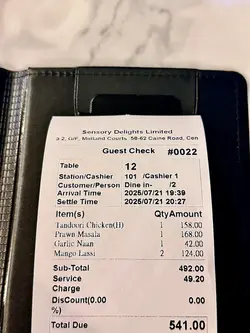 Sensory Delights Limited
G/F, Midland Courts, 58-62 Caine Road, Cen
Guest Check #0022
Table 12
Station/Cashier 101 /Cashier 1
Customer/Person Dine in- /2
Arrival Time 2025/07/21 19:39
Settle Time 2025/07/21 20:27
Item(s) Qty Amount
Tandoori Chicken(H) 1 158.00
Prawn Masala 1 168.00
Garlic Naan 1 42.00
Mango Lassi 2 124.00
Sub-Total 492.00
Service 49.20
Charge
DisCount(0.00 0.00
%)
Total Due 541.00